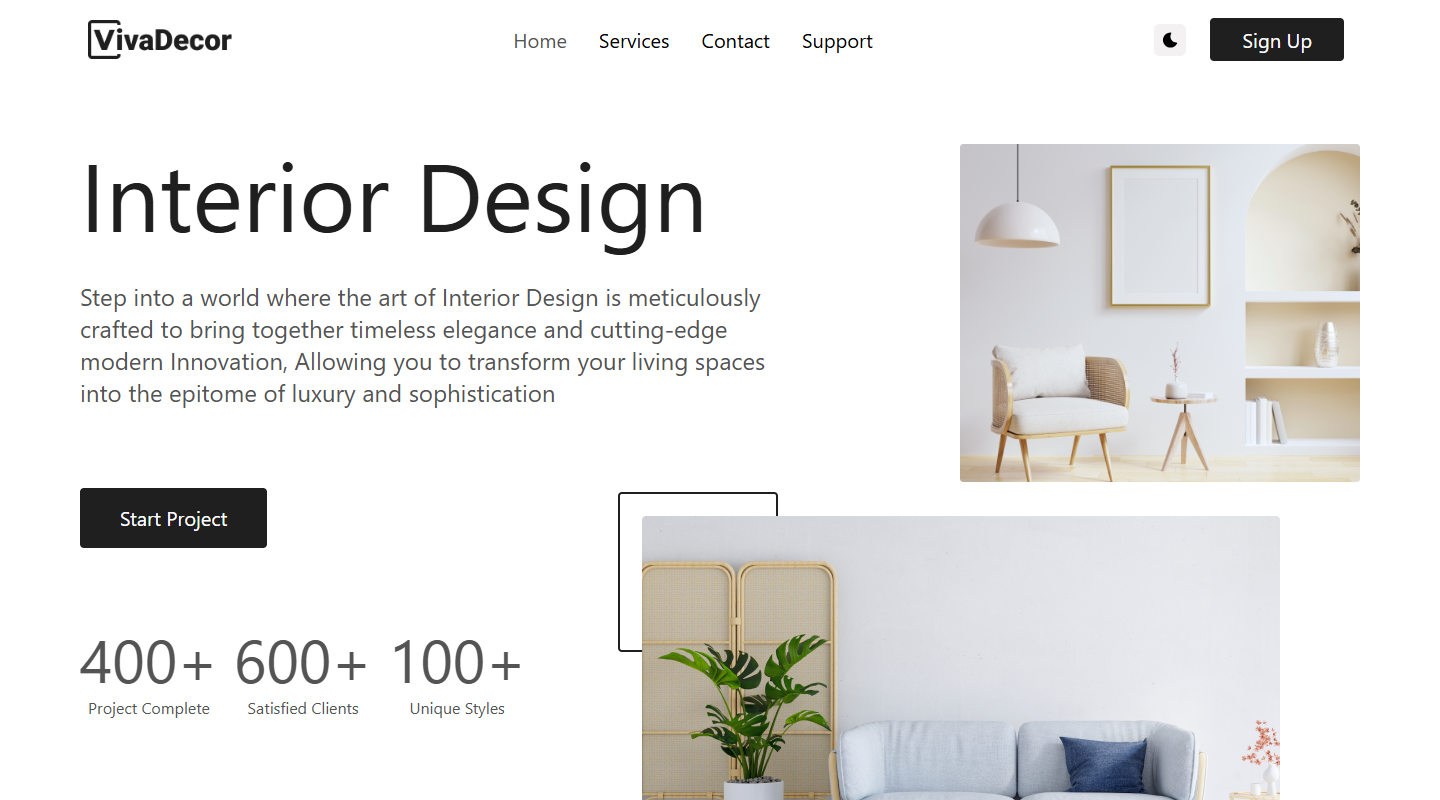 VivaDecor
Home
Services
Contact
Support
Sign Up
Interior Design
Step into a world where the art of Interior Design is meticulously
crafted to bring together timeless elegance and cutting-edge
modern Innovation, Allowing you to transform your living spaces
into the epitome of luxury and sophistication
Start Project
400+
Project Complete
600+
Satisfied Clients
100+
Unique Styles